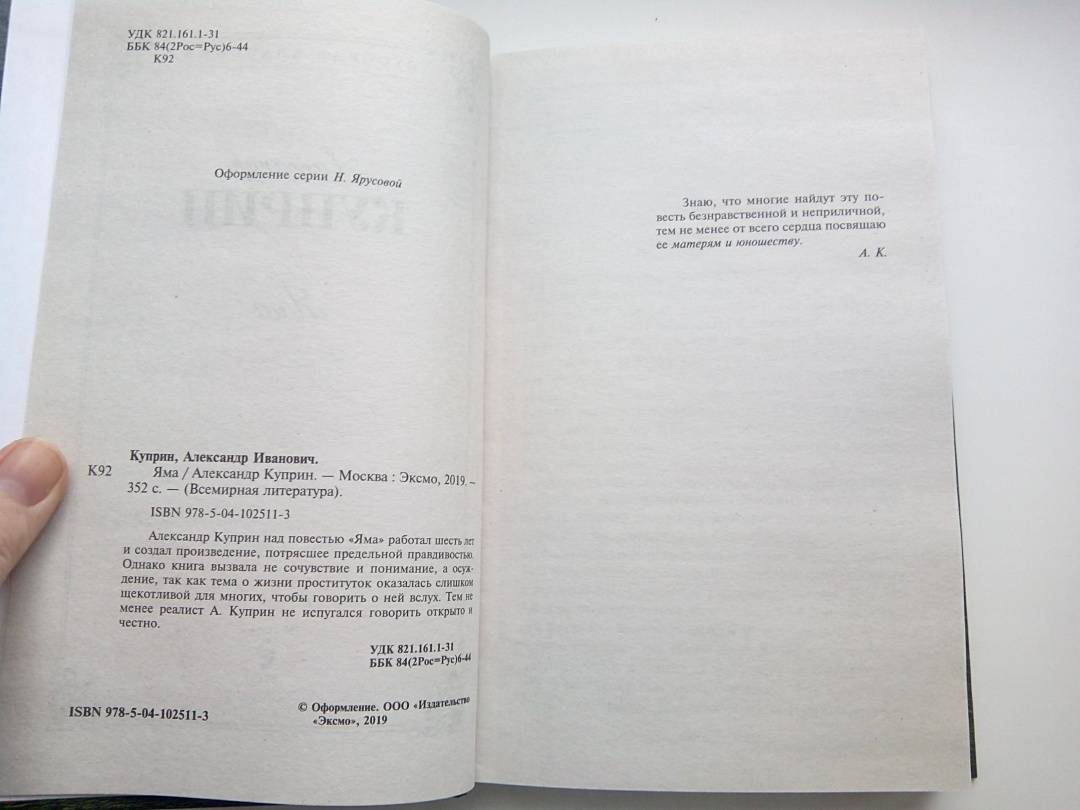 УДК 821.161.1-31
ББК 84(2Рос=Рус)6-44
К92
Оформление серии Н. Ярусовой
Куприн, Александр Иванович.
К92 Яма / Александр Куприн. — Москва : Эксмо, 2019. —
352 с. — (Всемирная литература).
ISBN 978-5-04-102511-3
Александр Куприн над повестью «Яма» работал шесть лет
и создал произведение, потрясшее предельной правдивостью.
Однако книга вызвала не сочувствие и понимание, а осуж-
дение, так как тема о жизни проституток оказалась слишком
щекотливой для многих, чтобы говорить о ней вслух. Тем не
менее реалист А. Куприн не испугался говорить открыто и
честно.
УДК 821.161.1-31
ББК 84(2Рос=Рус)6-44
ISBN 978-5-04-102511-3
© Оформление. ООО «Издательство
«Эксмо», 2019
Знаю, что многие найдут эту по-
весть безнравственной и неприличной,
тем не менее от всего сердца посвящаю
ее матерям и юношеству.
А. К.